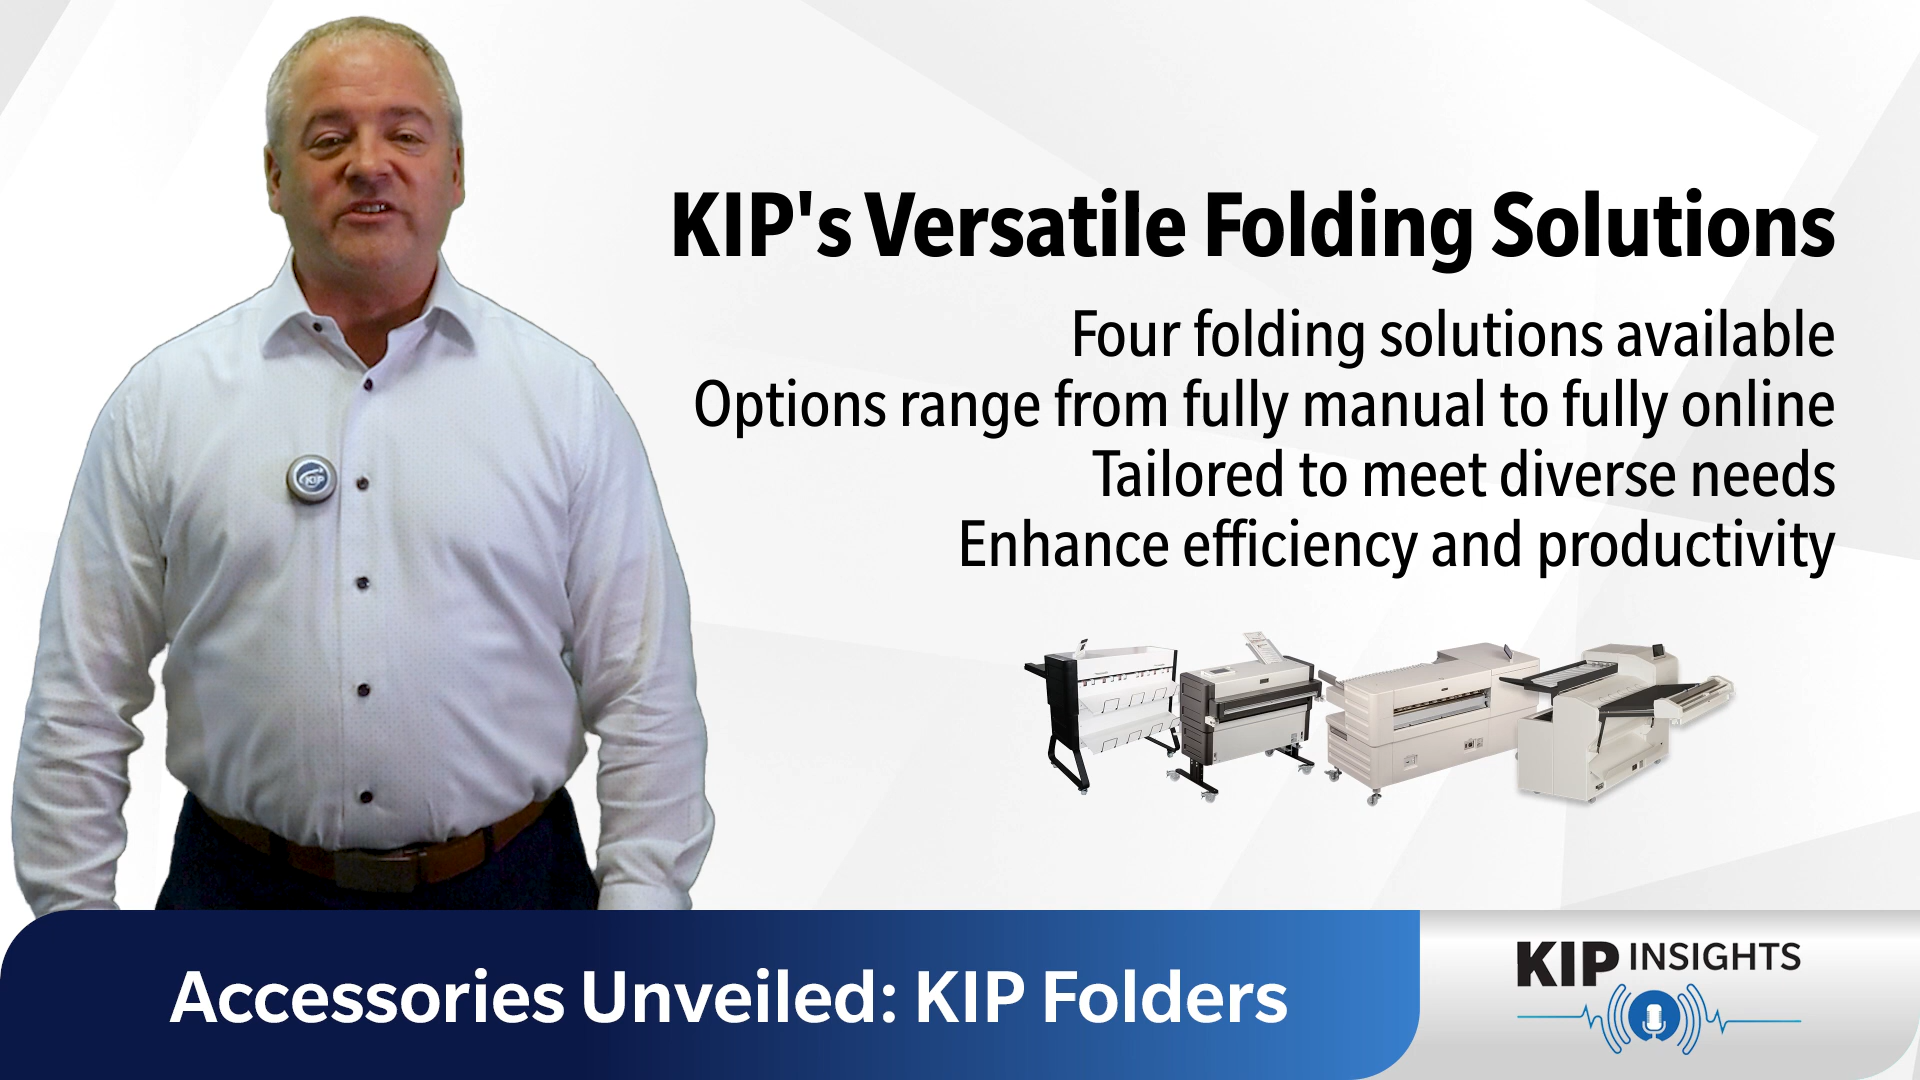 KIP's Versatile Folding Solutions
Four folding solutions available
Options range from fully manual to fully online
Tailored to meet diverse needs
Enhance efficiency and productivity
KIP
Accessories Unveiled: KIP Folders
KIP INSIGHTS